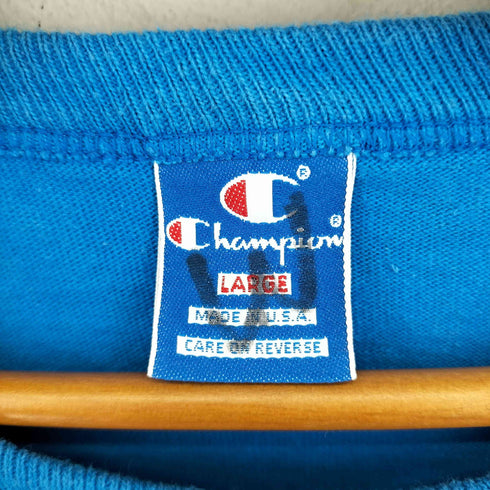 ®
Champion®
LARGE
MADE IN U.S.A.
CARE ON REVERSE